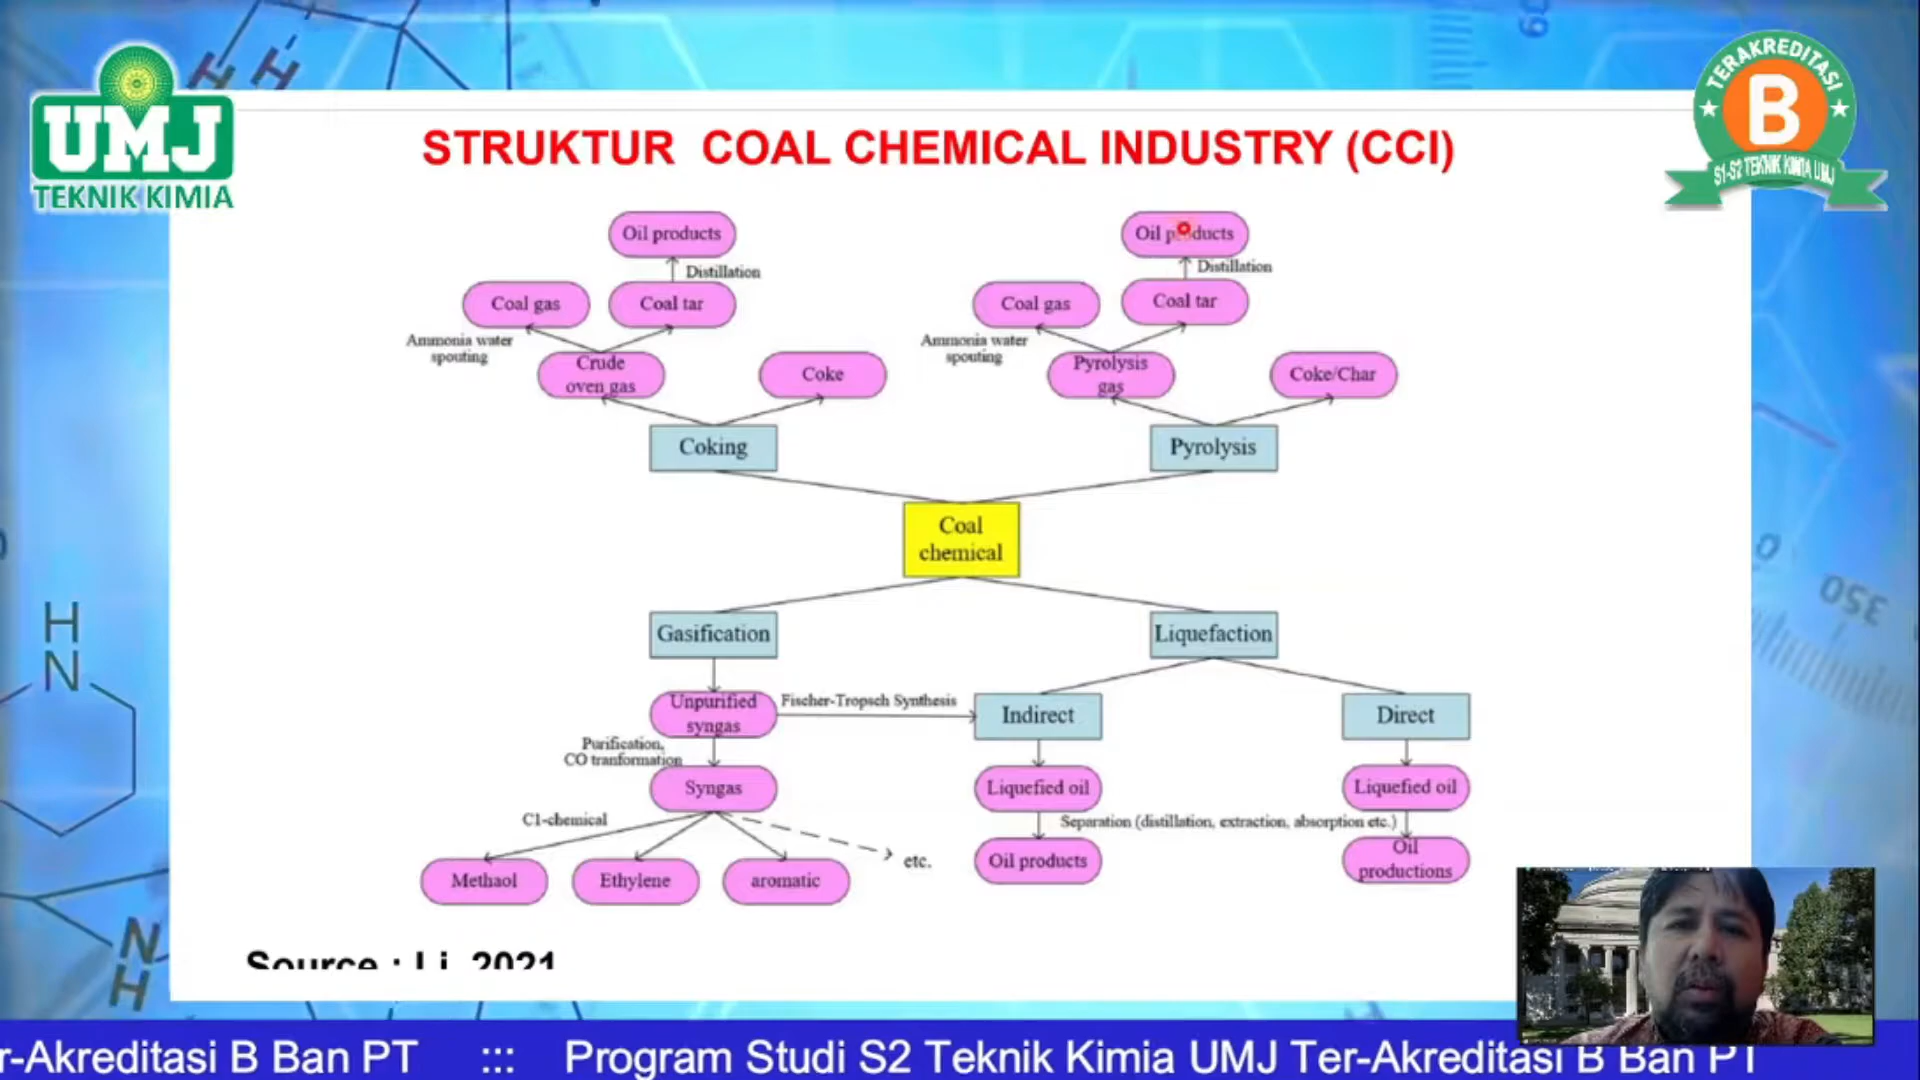 UMJ
TEKNIK KIMIA
TERAKREDITASI
B
S1-S2 TEKNIK KIMIA UMJ
STRUKTUR COAL CHEMICAL INDUSTRY (CCI)
Oil products
Distillation
Coal gas
Coal tar
Ammonia water
spouting
Crude
oven gas
Coke
Coking
Oil products
Distillation
Coal gas
Coal tar
Ammonia water
spouting
Pyrolysis
gas
Coke/Char
Pyrolysis
Coal
chemical
Gasification
Unpurified
syngas
Fischer-Tropsch Synthesis
Purification,
CO tranformation
Syngas
C1-chemical
Methaol
Ethylene
aromatic
etc.
Liquefaction
Indirect
Direct
Liquefied oil
Liquefied oil
Separation (distillation, extraction, absorption etc.)
Oil products
Oil
productions
Source : Li, 2021
H
N
N
H
H
H
350
r-Akreditasi B Ban PT ::: Program Studi S2 Teknik Kimia UMJ Ter-Akreditasi B Ban PT